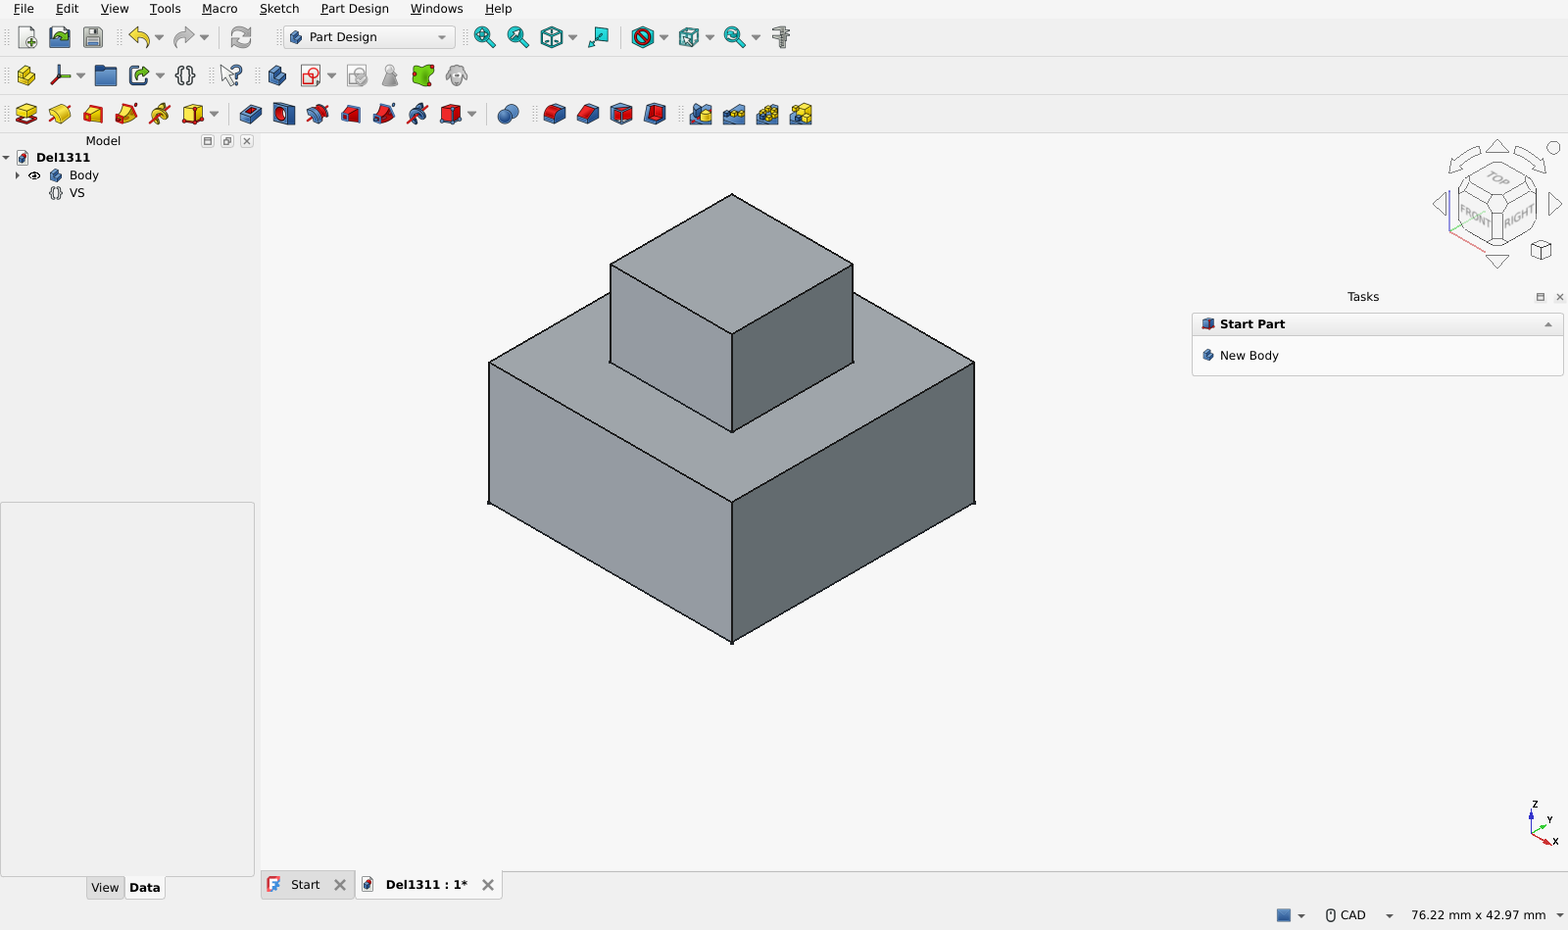 File Edit View Tools Macro Sketch Part Design Windows Help
Part Design
Model
Del1311
Body
VS
TOP
FRONT RIGHT
Tasks
Start Part
New Body
Z
Y
X
View Data
Start Del1311 : 1*
CAD 76.22 mm x 42.97 mm